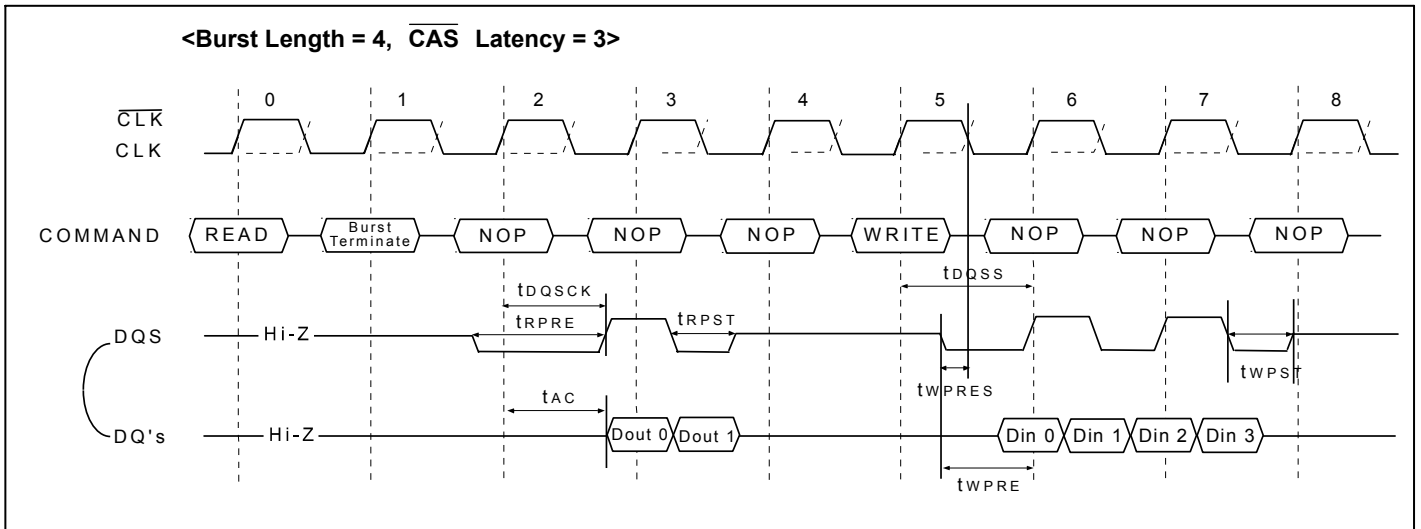 <Burst Length = 4, CAS Latency = 3>
0 1 2 3 4 5 6 7 8
CLK
CLK
COMMAND READ Burst Terminate NOP NOP NOP WRITE NOP NOP NOP
tDQSS
tDQSCK
tRPRE tRPST
DQS Hi-Z
tWPRES tWPST
tAC
DQ's Hi-Z Dout 0 Dout 1 Din 0 Din 1 Din 2 Din 3
tWPRE